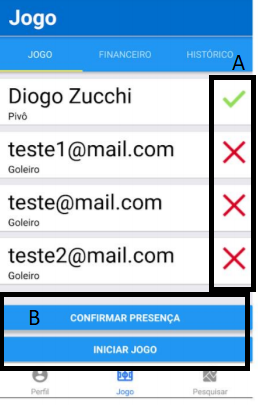 Jogo
JOGO FINANCEIRO HISTÓRICO
A
Diogo Zucchi
Pivô
teste1@mail.com
Goleiro
teste@mail.com
Goleiro
teste2@mail.com
Goleiro
B
CONFIRMAR PRESENÇA
INICIAR JOGO
Perfil Jogo Pesquisar